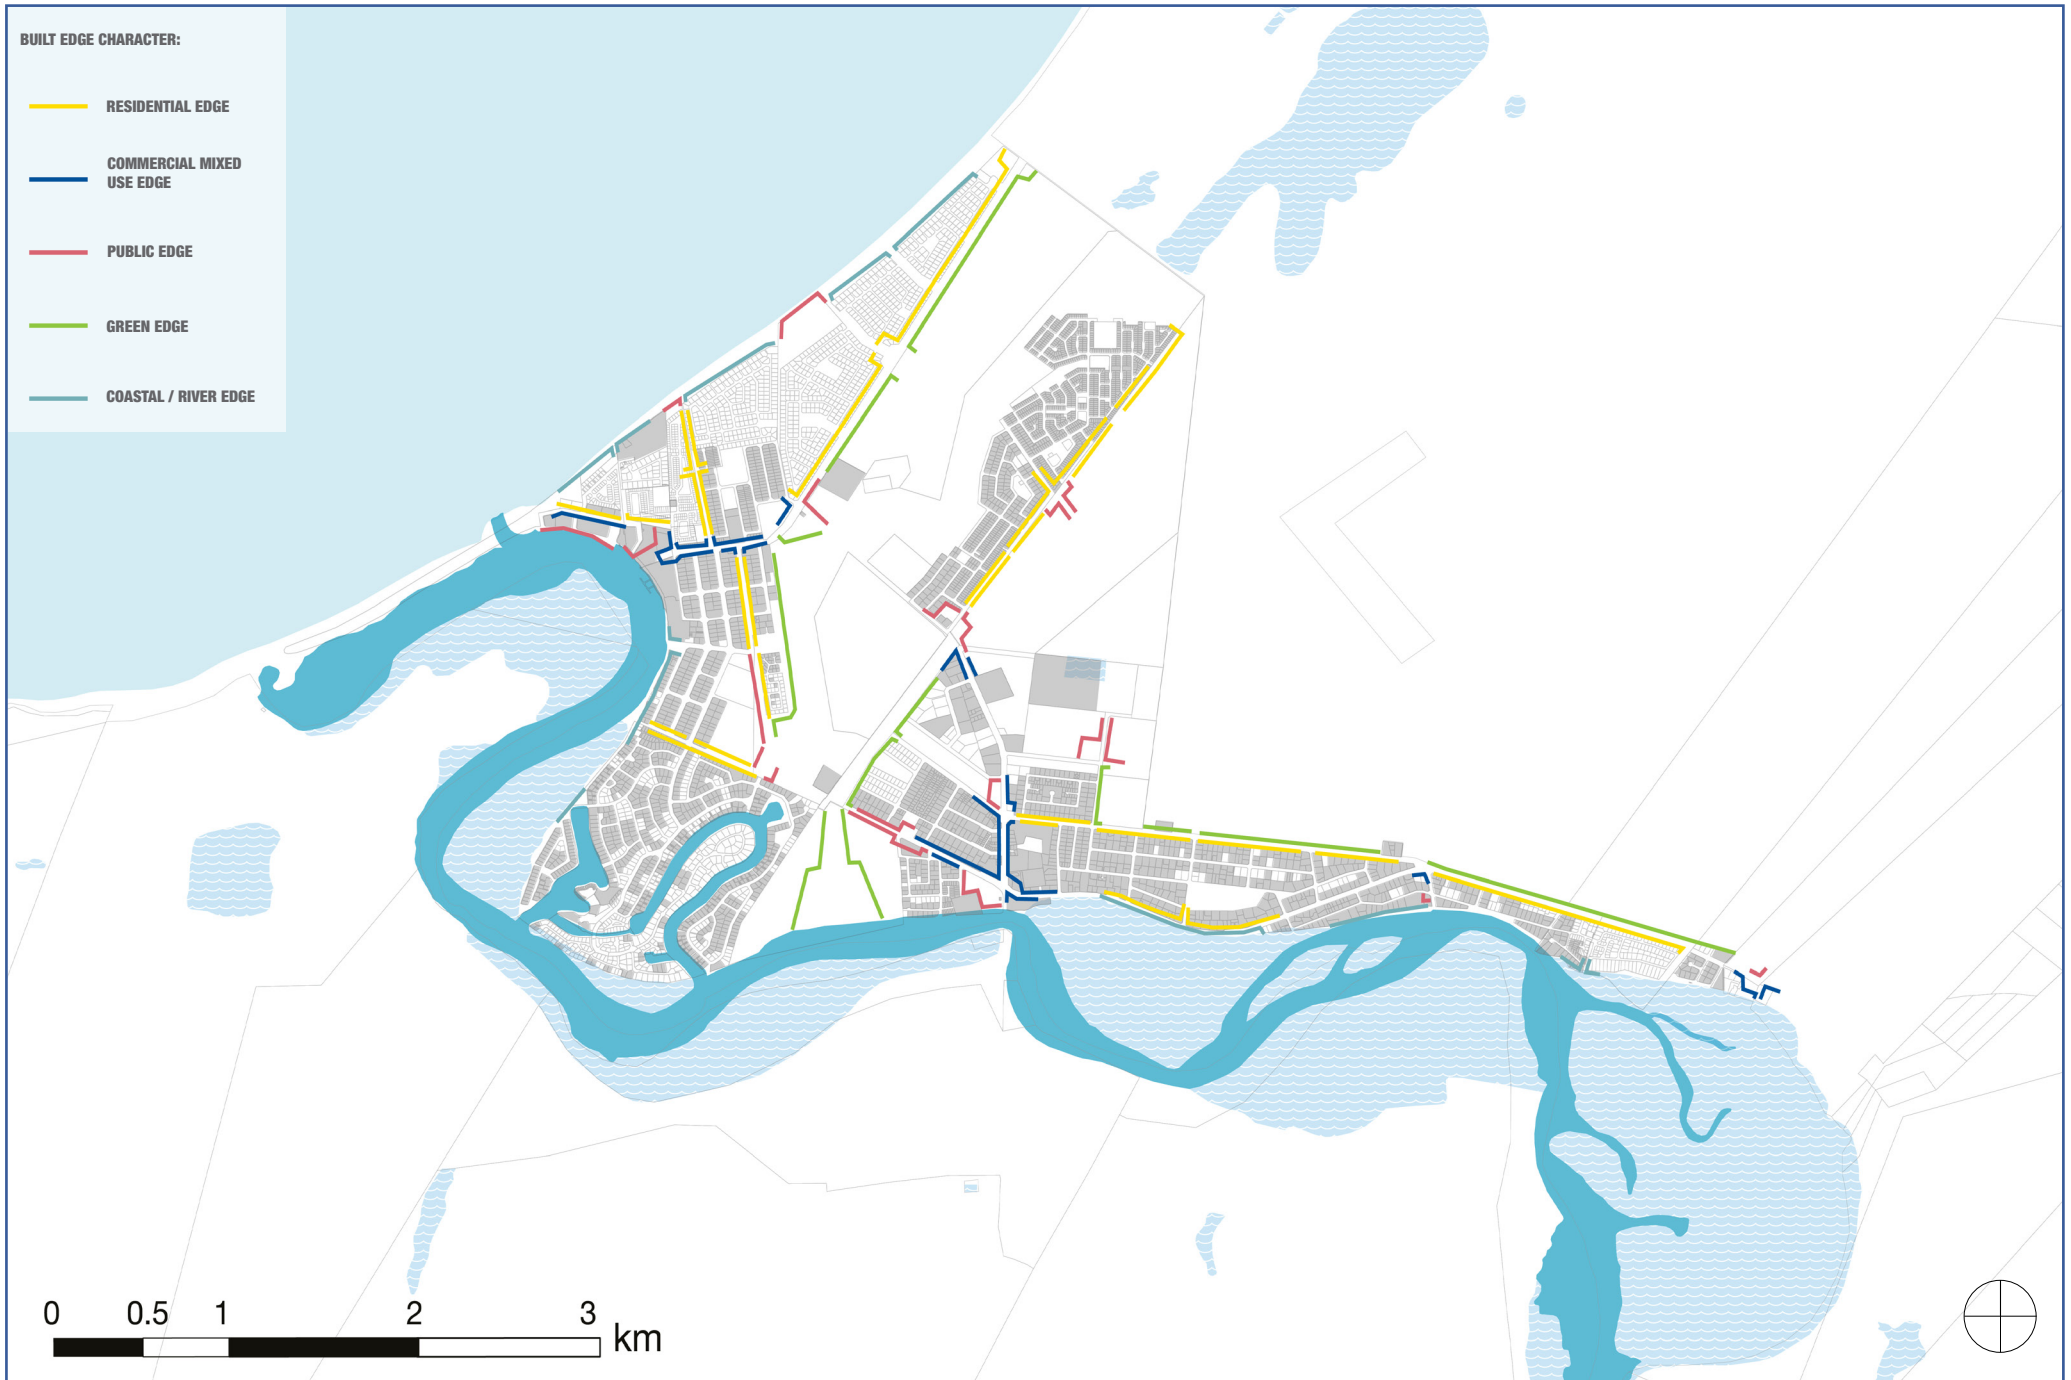 BUILT EDGE CHARACTER:
RESIDENTIAL EDGE
COMMERCIAL MIXED
USE EDGE
PUBLIC EDGE
GREEN EDGE
COASTAL / RIVER EDGE
0 0.5 1 2 3
km